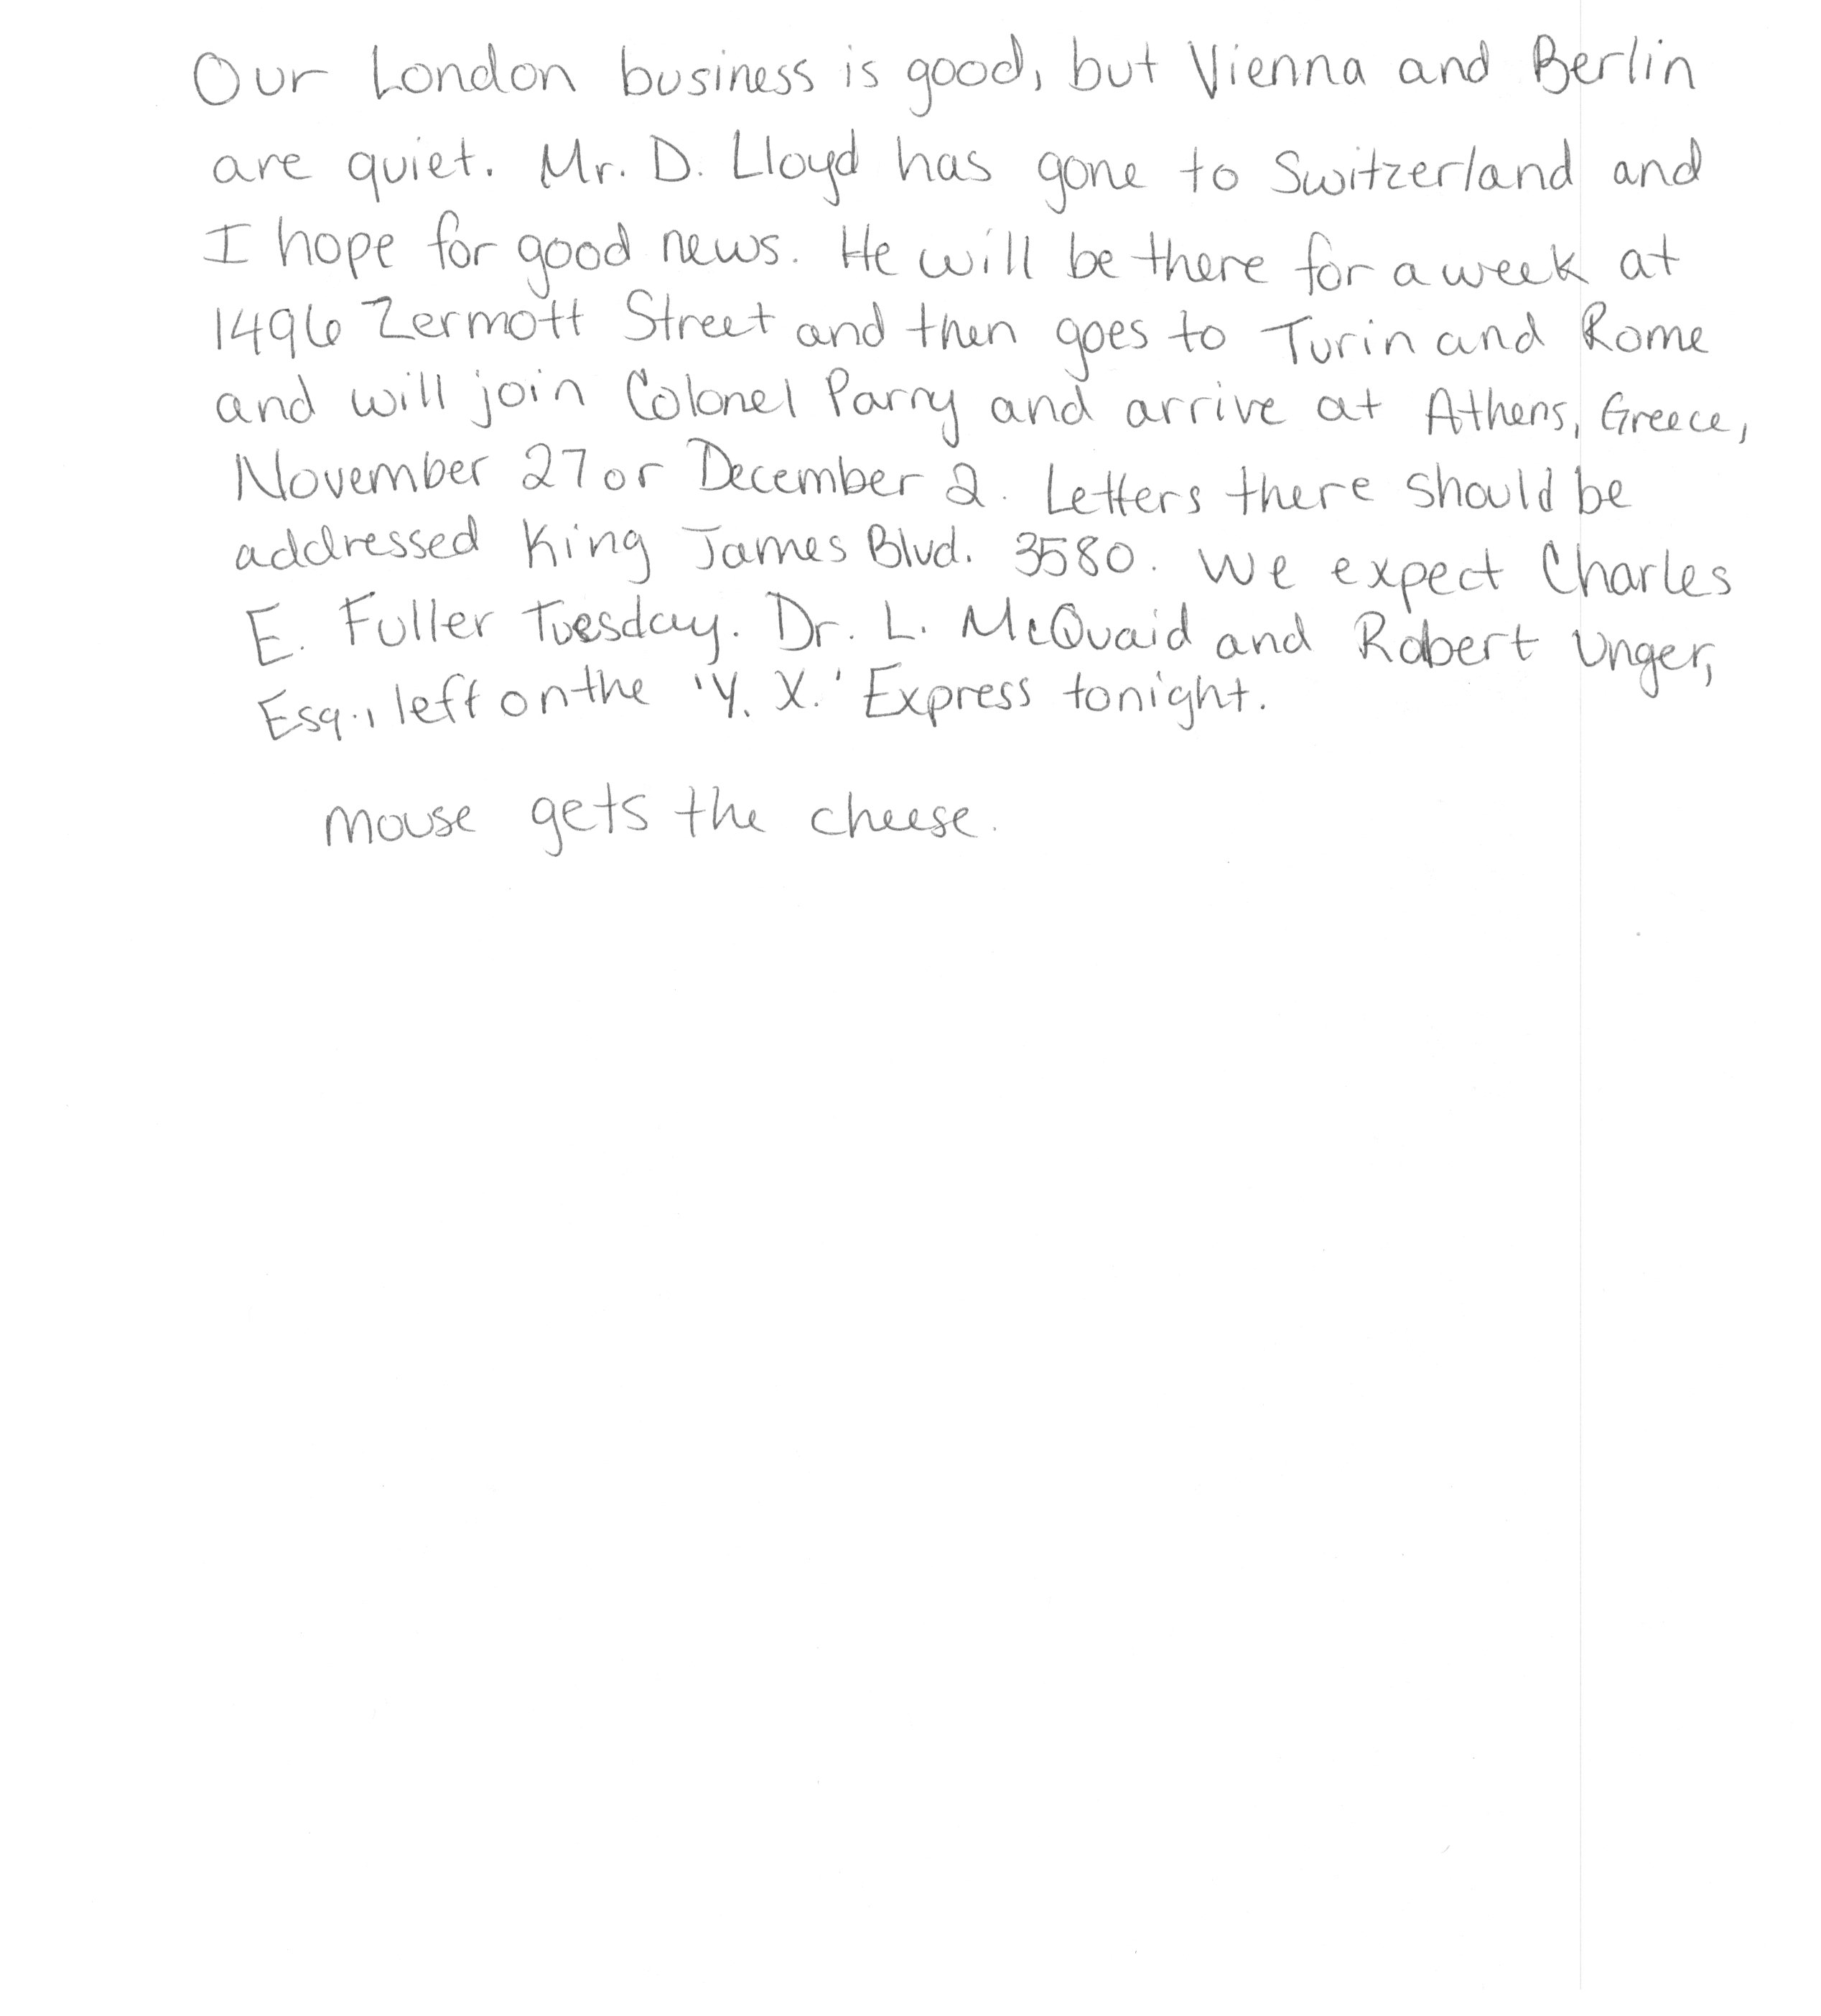 Our London business is good, but Vienna and Berlin
are quiet. Mr. D. Lloyd has gone to Switzerland and
I hope for good news. He will be there for a week at
1496 Zermott Street and then goes to Turin and Rome
and will join Colonel Parry and arrive at Athens, Greece,
November 27 or December 2. Letters there should be
addressed King James Blvd. 3580. We expect Charles
E. Fuller Tuesday. Dr. L. McQuaid and Robert Unger,
Esq., left on the 'Y. X.' Express tonight.
mouse gets the cheese.